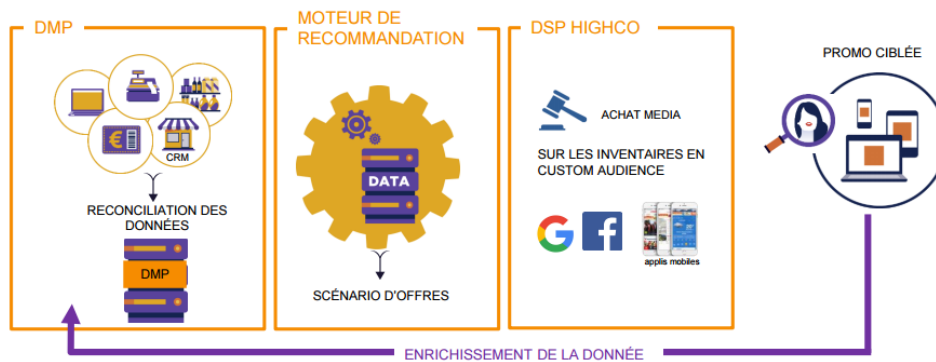 DMP
CRM
RECONCILIATION DES
DONNÉES
DMP
MOTEUR DE
RECOMMANDATION
DATA
SCÉNARIO D'OFFRES
DSP HIGHCO
ACHAT MEDIA
SUR LES INVENTAIRES EN
CUSTOM AUDIENCE
applis mobiles
PROMO CIBLÉE
ENRICHISSEMENT DE LA DONNÉE